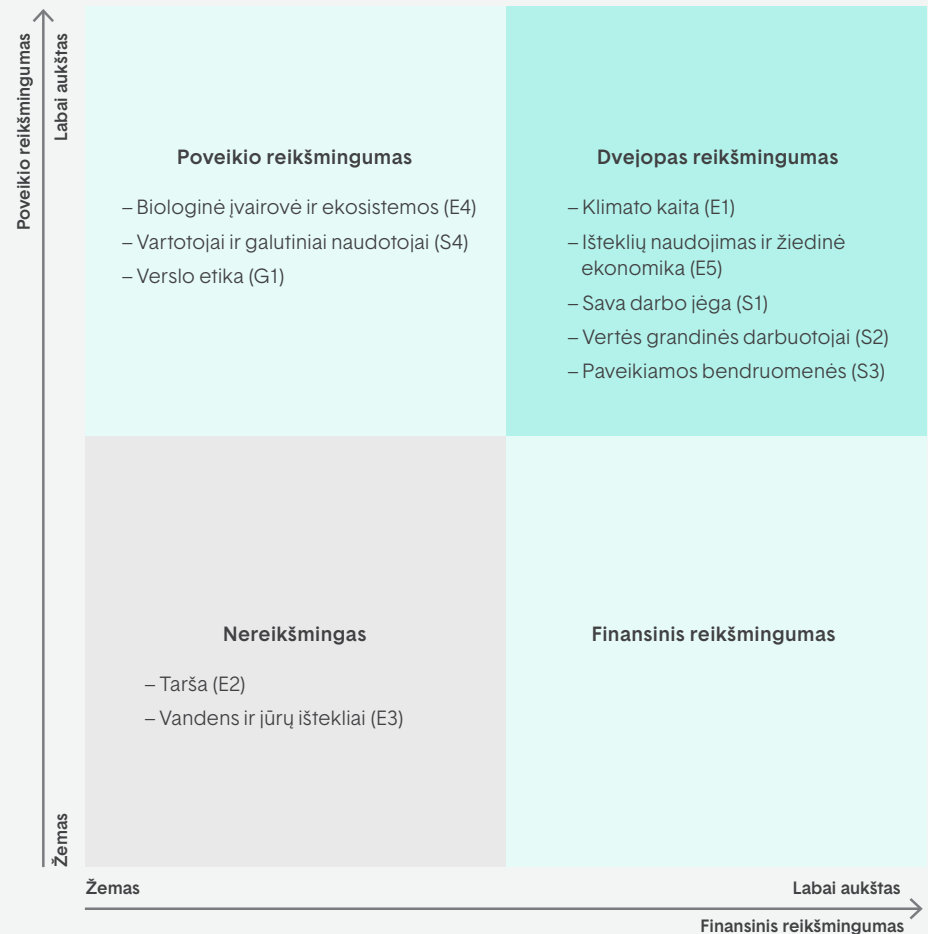 Poveikio reikšmingumas
Labai aukštas
Poveikio reikšmingumas
– Biologinė įvairovė ir ekosistemos (E4)
– Vartotojai ir galutiniai naudotojai (S4)
– Verslo etika (G1)
Dvejopas reikšmingumas
– Klimato kaita (E1)
– Išteklių naudojimas ir žiedinė
ekonomika (E5)
– Sava darbo jėga (S1)
– Vertės grandinės darbuotojai (S2)
– Paveikiamos bendruomenės (S3)
Nereikšmingas
– Tarša (E2)
– Vandens ir jūrų ištekliai (E3)
Finansinis reikšmingumas
Žemas
Žemas
Labai aukštas
Finansinis reikšmingumas